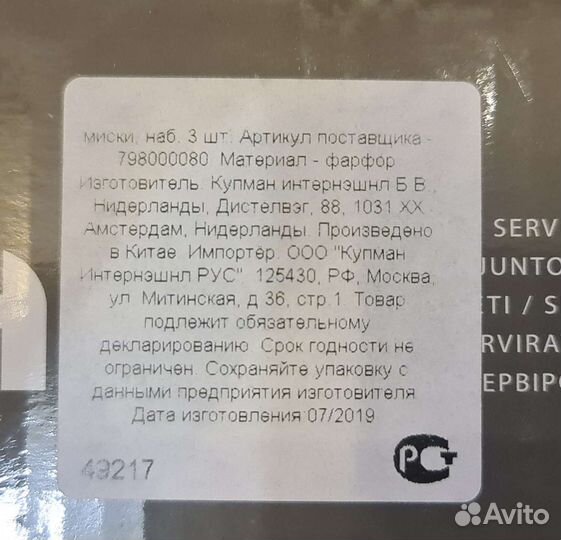 миски, наб. 3 шт. Артикул поставщика -
798000080. Материал - фарфор
Изготовитель: Купман интернэшнл Б.В.,
Нидерланды, Дистелвэг, 88, 1031 ХХ
Амстердам, Нидерланды. Произведено
в Китае. Импортёр: ООО "Купман
Интернэшнл РУС". 125430, РФ, Москва,
ул. Митинская, д.36, стр.1. Товар
подлежит обязательному
декларированию. Срок годности не
ограничен. Сохраняйте упаковку с
данными предприятия изготовителя.
Дата изготовления:07/2019
49217
РСТ
SERV
JUNTO
ETI / S
RVIRA
ЕРВІРО
Avito